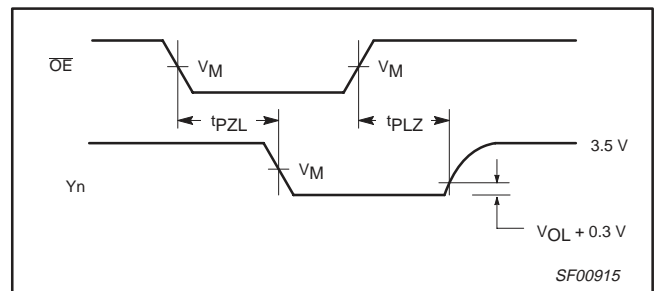 OE
VM
VM
tPZL
tPLZ
3.5 V
Yn
VM
VOL + 0.3 V
SF00915